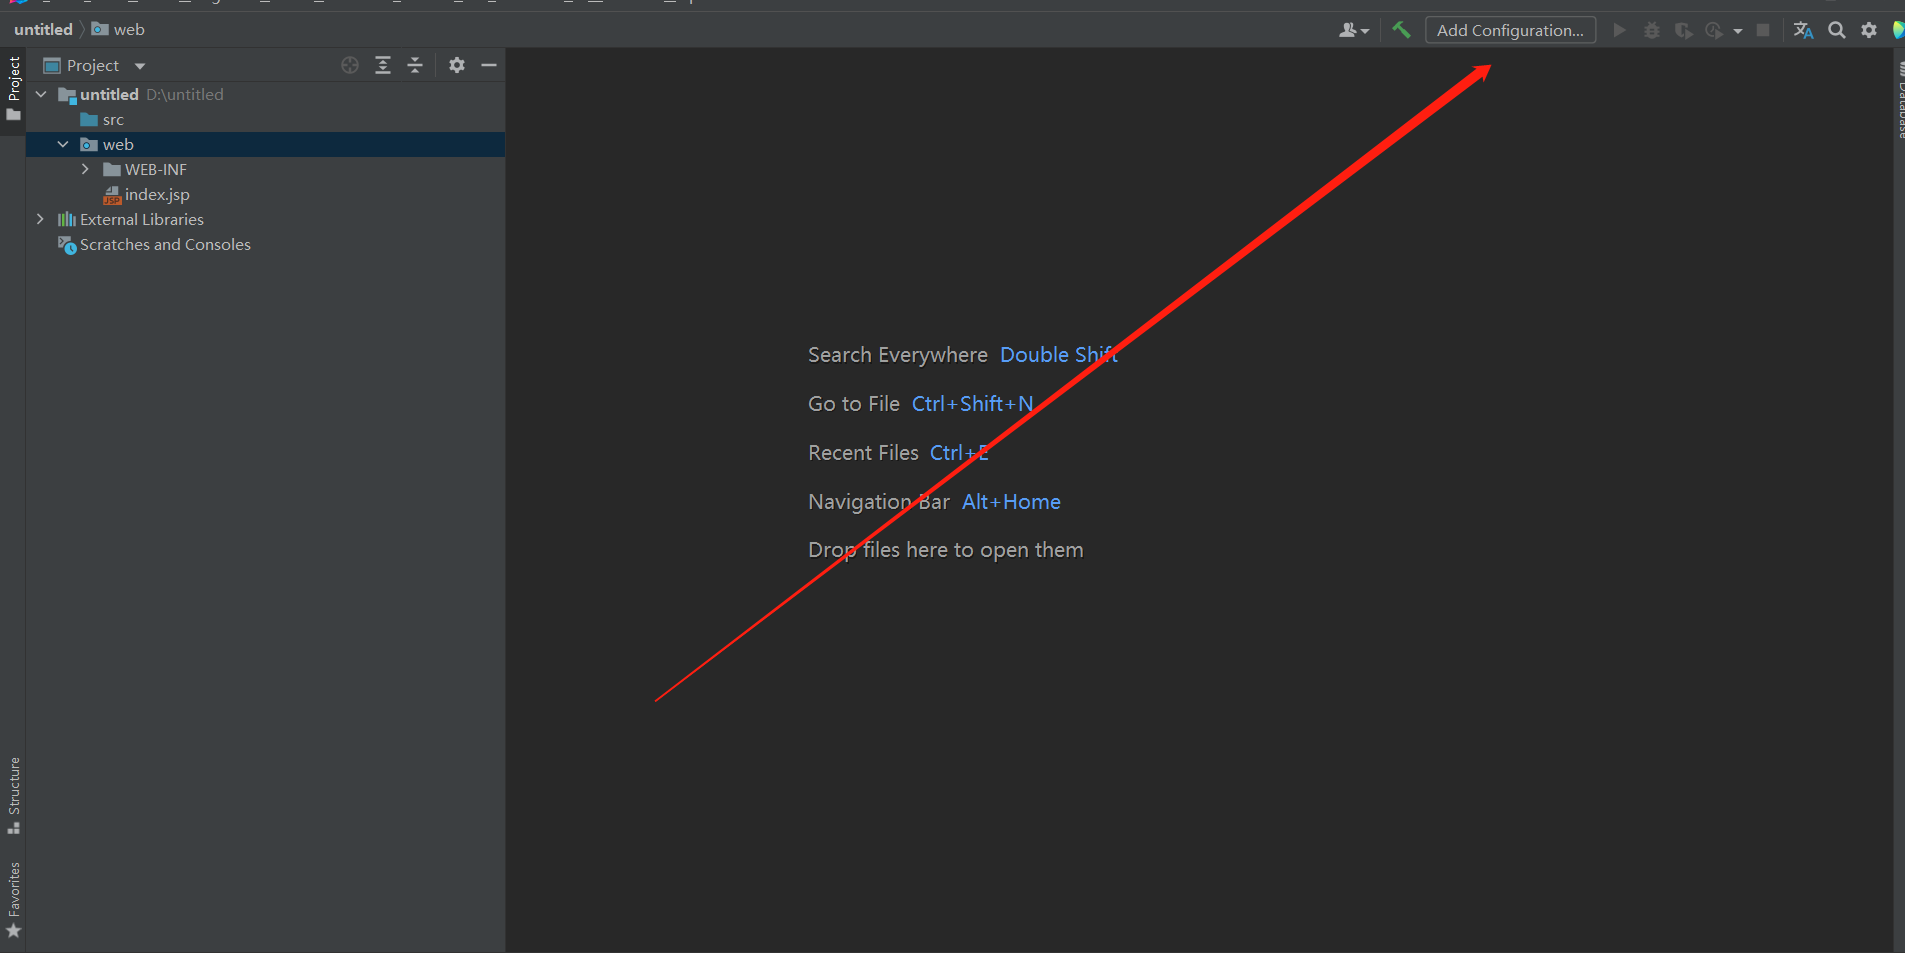 untitled web
Add Configuration...
Project
Project
untitled D:\untitled
src
web
WEB-INF
index.jsp
External Libraries
Scratches and Consoles
Search Everywhere Double Shift
Go to File Ctrl+Shift+N
Recent Files Ctrl+E
Navigation Bar Alt+Home
Drop files here to open them
Structure
Favorites
Database